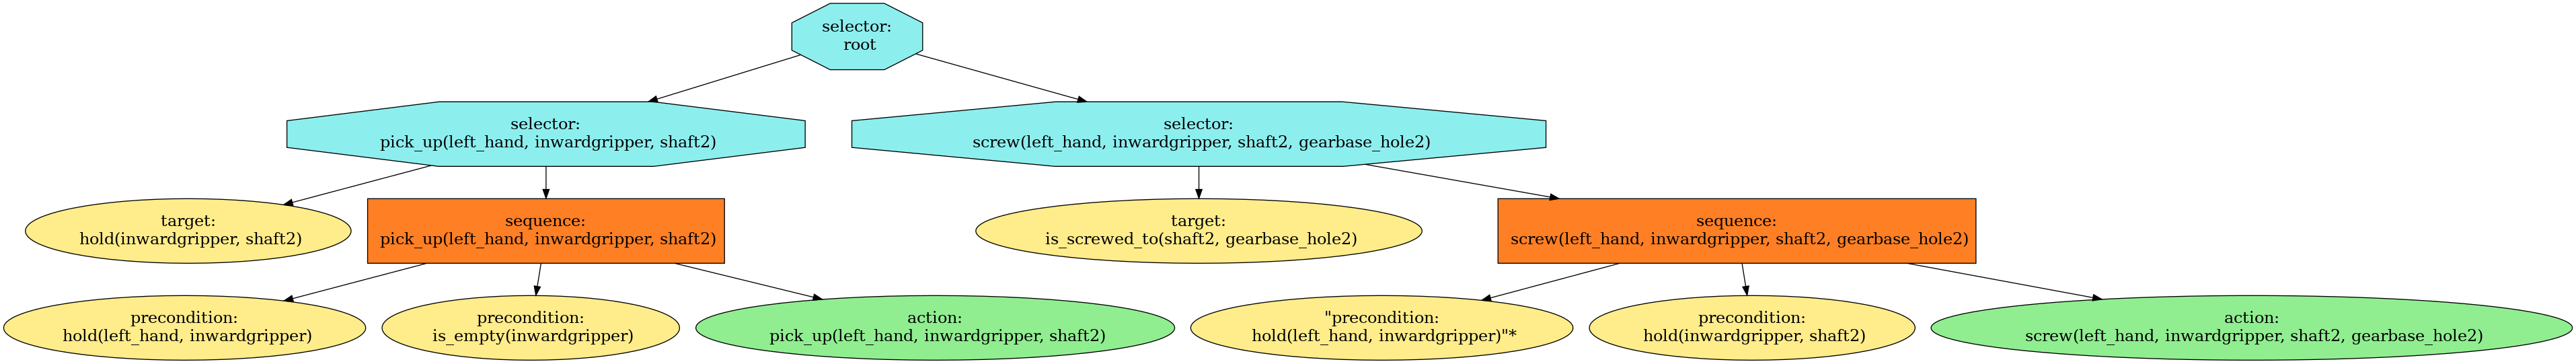 selector:
root
selector:
pick_up(left_hand, inwardgripper, shaft2)
selector:
screw(left_hand, inwardgripper, shaft2, gearbase_hole2)
target:
hold(inwardgripper, shaft2)
sequence:
pick_up(left_hand, inwardgripper, shaft2)
target:
is_screwed_to(shaft2, gearbase_hole2)
sequence:
screw(left_hand, inwardgripper, shaft2, gearbase_hole2)
precondition:
hold(left_hand, inwardgripper)
precondition:
is_empty(inwardgripper)
action:
pick_up(left_hand, inwardgripper, shaft2)
"precondition:
hold(left_hand, inwardgripper)"*
precondition:
hold(inwardgripper, shaft2)
action:
screw(left_hand, inwardgripper, shaft2, gearbase_hole2)